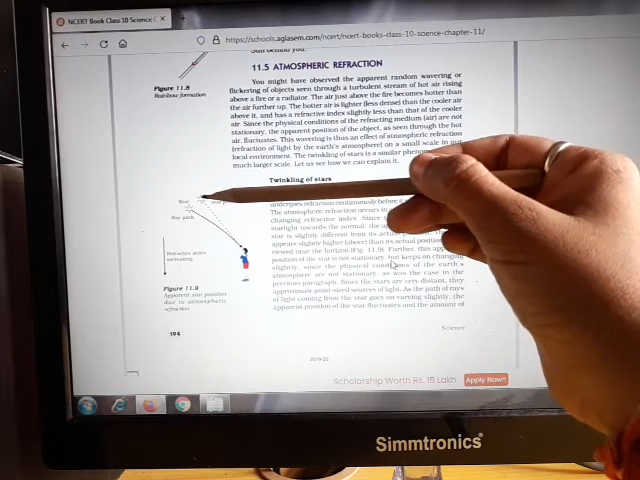 NCERT Book Class 10 Science C
https://schools.aglasem.com/ncert/ncert-books-class-10-science-chapter-11/
Sun behind you.
11.5 ATMOSPHERIC REFRACTION
Figure 11.8
Rainbow formation
You might have observed the apparent random wavering or
flickering of objects seen through a turbulent stream of hot air rising
above a fire or a radiator. The air just above the fire becomes hotter than
the air further up. The hotter air is lighter (less dense) than the cooler air
above it, and has a refractive index slightly less than that of the cooler
air. Since the physical conditions of the refracting medium (air) are not
stationary, the apparent position of the object, as seen through the hot
air, fluctuates. This wavering is thus an effect of atmospheric refraction
(refraction of light by the earth's atmosphere) on a small scale in our
local environment. The twinkling of stars is a similar
much larger scale. Let us see how we can explain it.
Twinkling of stars
undergoes refraction continuously before it
The atmospheric refraction occurs in
changing refractive index. Since
starlight towards the normal, the
star is slightly different from its
appears slightly higher (above) than its actual position
viewed near the horizon (Fig. 11.9). Further, this
position of the star is not stationary, but keeps on changing
slightly, since the physical conditions of the earth's
atmosphere are not stationary, as was the case in the
previous paragraph. Since the stars are very distant, they
approximate point-sized sources of light. As the path of rays
of light coming from the star goes on varying slightly, the
apparent position of the star fluctuates and the amount of
Star
Ray path
Refractive index
increasing
Figure 11.9
Apparent star position
due to atmospheric
refraction
194
Science
2019-20
Scholarship Worth Rs. 15 Lakh
Apply Now!!
Simmtronics